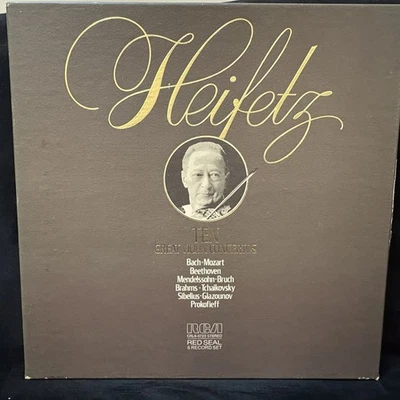 Heifetz
TEN
GREAT VIOLIN CONCERTOS
Bach•Mozart
Beethoven
Mendelssohn•Bruch
Brahms•Tchaikovsky
Sibelius•Glazounov
Prokofieff
RCA
STEREO
RED SEAL
6 RECORD SET